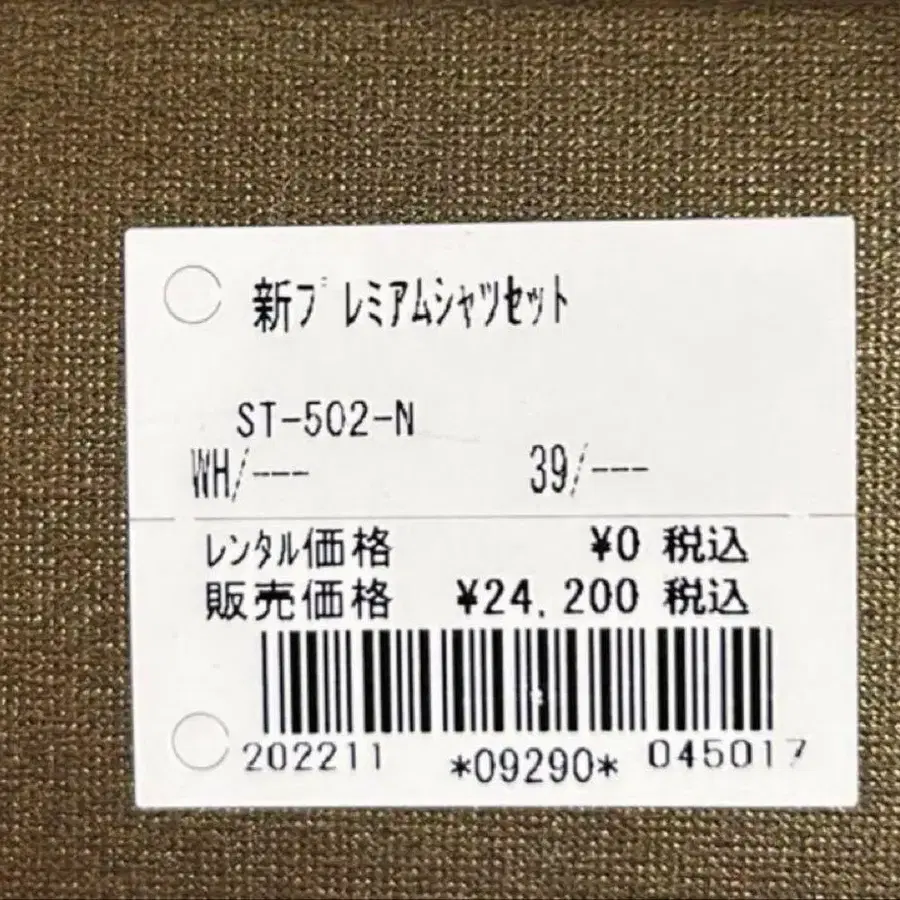 新プレミアムシャツセット
ST-502-N
WH/--- 39/---
レンタル価格 ¥0 税込
販売価格 ¥24,200 税込
202211 *09290* 045017